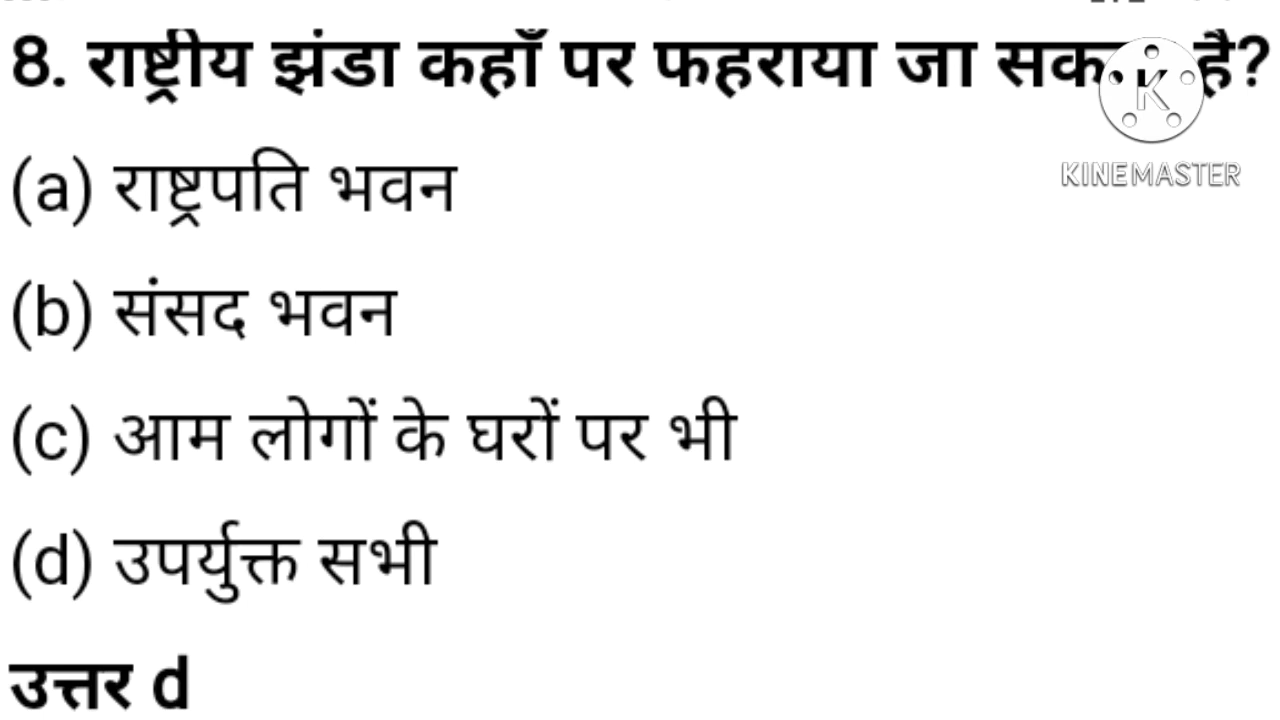 8. राष्ट्रीय झंडा कहाँ पर फहराया जा है?
K
KINEMASTER
(a) राष्ट्रपति भवन
(b) संसद भवन
(c) आम लोगों के घरों पर भी
(d) उपर्युक्त सभी
उत्तर d